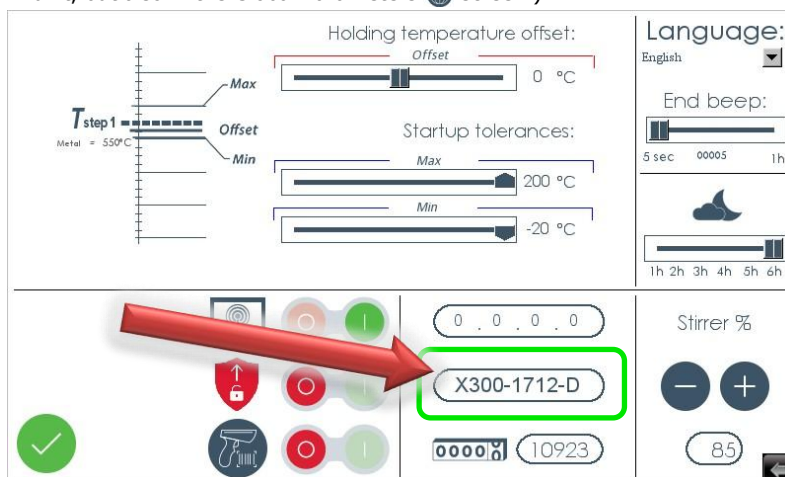 Holding temperature offset:
Offset
0 °C
Max
Tstep1
Metal = 550°C
Offset
Min
Startup tolerances:
Max
200 °C
Min
-20 °C
Language:
English
End beep:
5 sec 00005 1h
1h 2h 3h 4h 5h 6h
0 . 0 . 0 . 0
X300-1712-D
00008 10923
Stirrer %
85